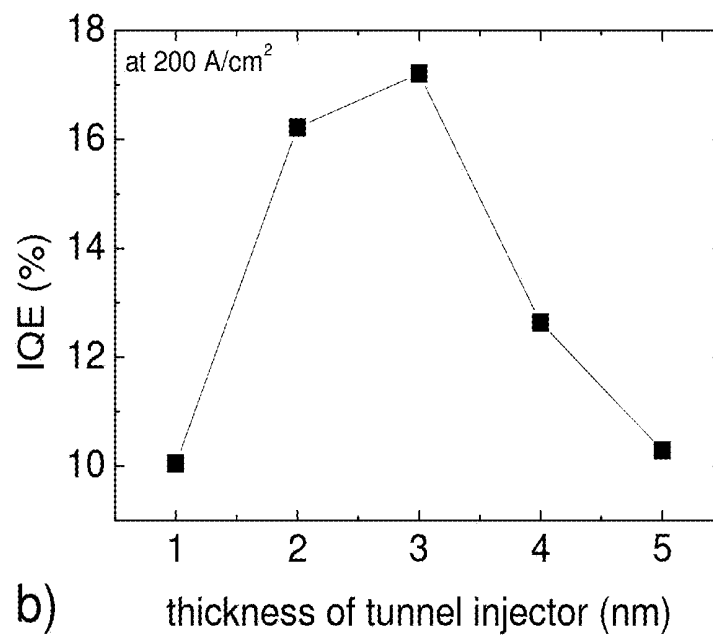 18
at 200 A/cm²
16
14
12
10
IQE (%)
1 2 3 4 5
b) thickness of tunnel injector (nm)